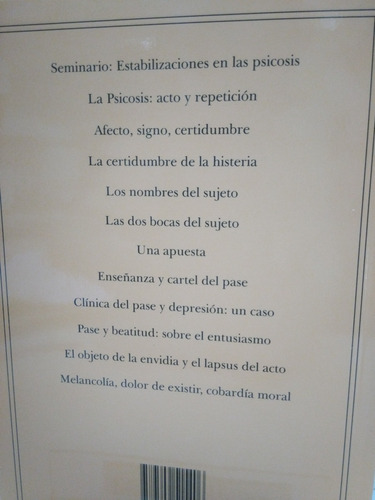 Seminario: Estabilizaciones en las psicosis
La Psicosis: acto y repetición
Afecto, signo, certidumbre
La certidumbre de la histeria
Los nombres del sujeto
Las dos bocas del sujeto
Una apuesta
Enseñanza y cartel del pase
Clínica del pase y depresión: un caso
Pase y beatitud: sobre el entusiasmo
El objeto de la envidia y el lapsus del acto
Melancolía, dolor de existir, cobardía moral